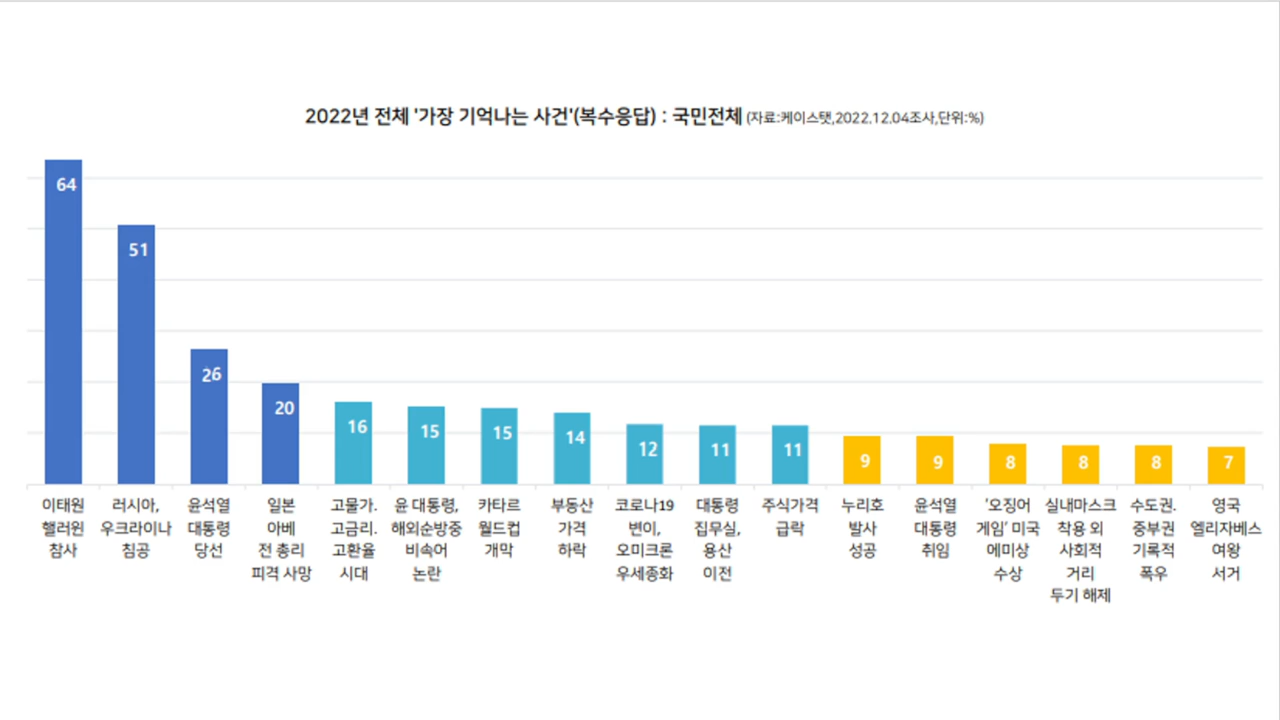 2022년 전체 '가장 기억나는 사건'(복수응답) : 국민전체 (자료:케이스탯,2022.12.04조사,단위:%)
64
51
26
20
16
15
15
14
12
11
11
9
9
8
8
8
7
이태원
핼러윈
참사
러시아,
우크라이나
침공
윤석열
대통령
당선
일본
아베
전 총리
피격 사망
고물가.
고금리.
고환율
시대
윤 대통령,
해외순방중
비속어
논란
카타르
월드컵
개막
부동산
가격
하락
코로나19
변이,
오미크론
우세종화
대통령
집무실,
용산
이전
주식가격
급락
누리호
발사
성공
윤석열
대통령
취임
'오징어
게임' 미국
에미상
수상
실내마스크
착용 외
사회적
거리
두기 해제
수도권.
중부권
기록적
폭우
영국
엘리자베스
여왕
서거